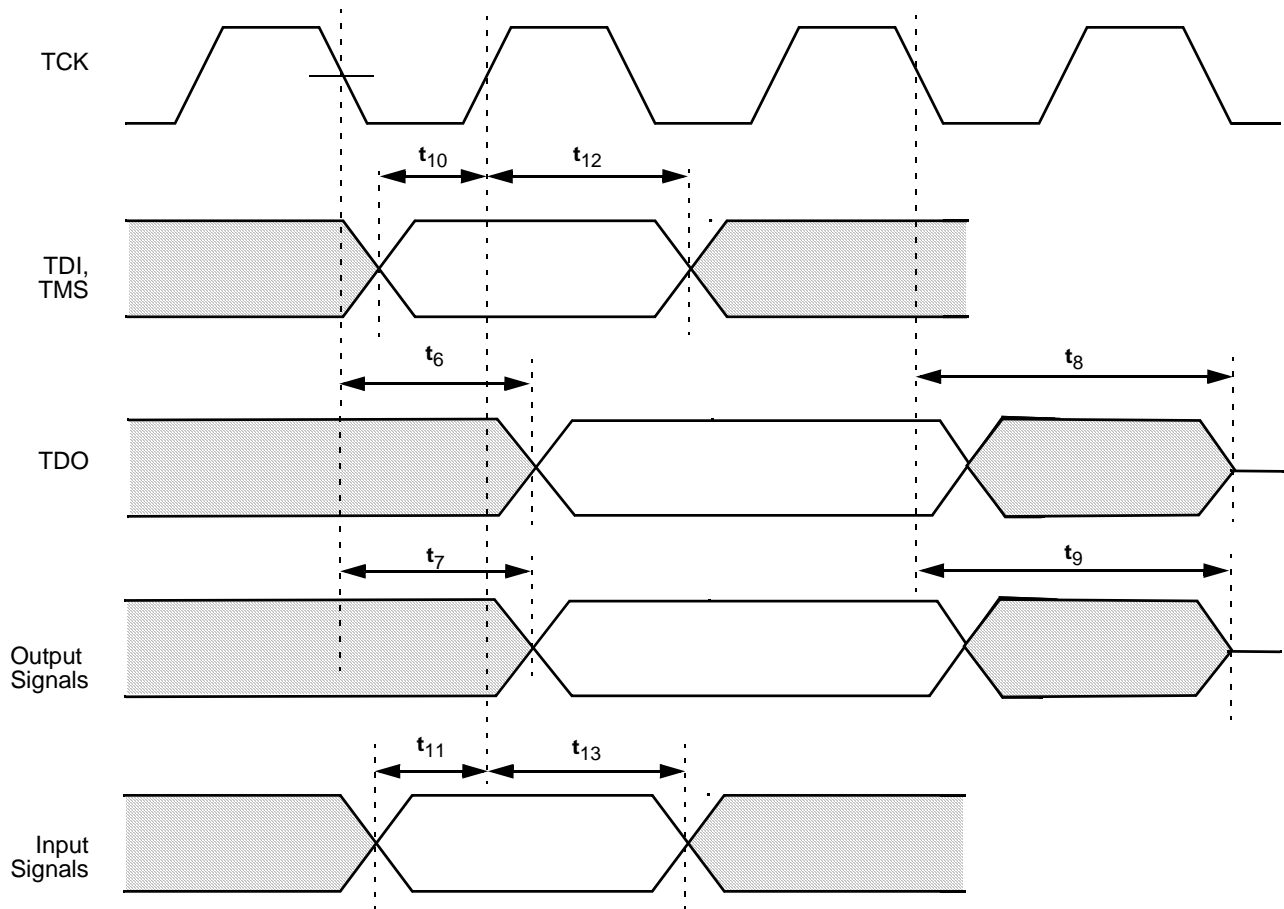 TCK
t10
t12
TDI,
TMS
t6
t8
TDO
t7
t9
Output
Signals
t11
t13
Input
Signals